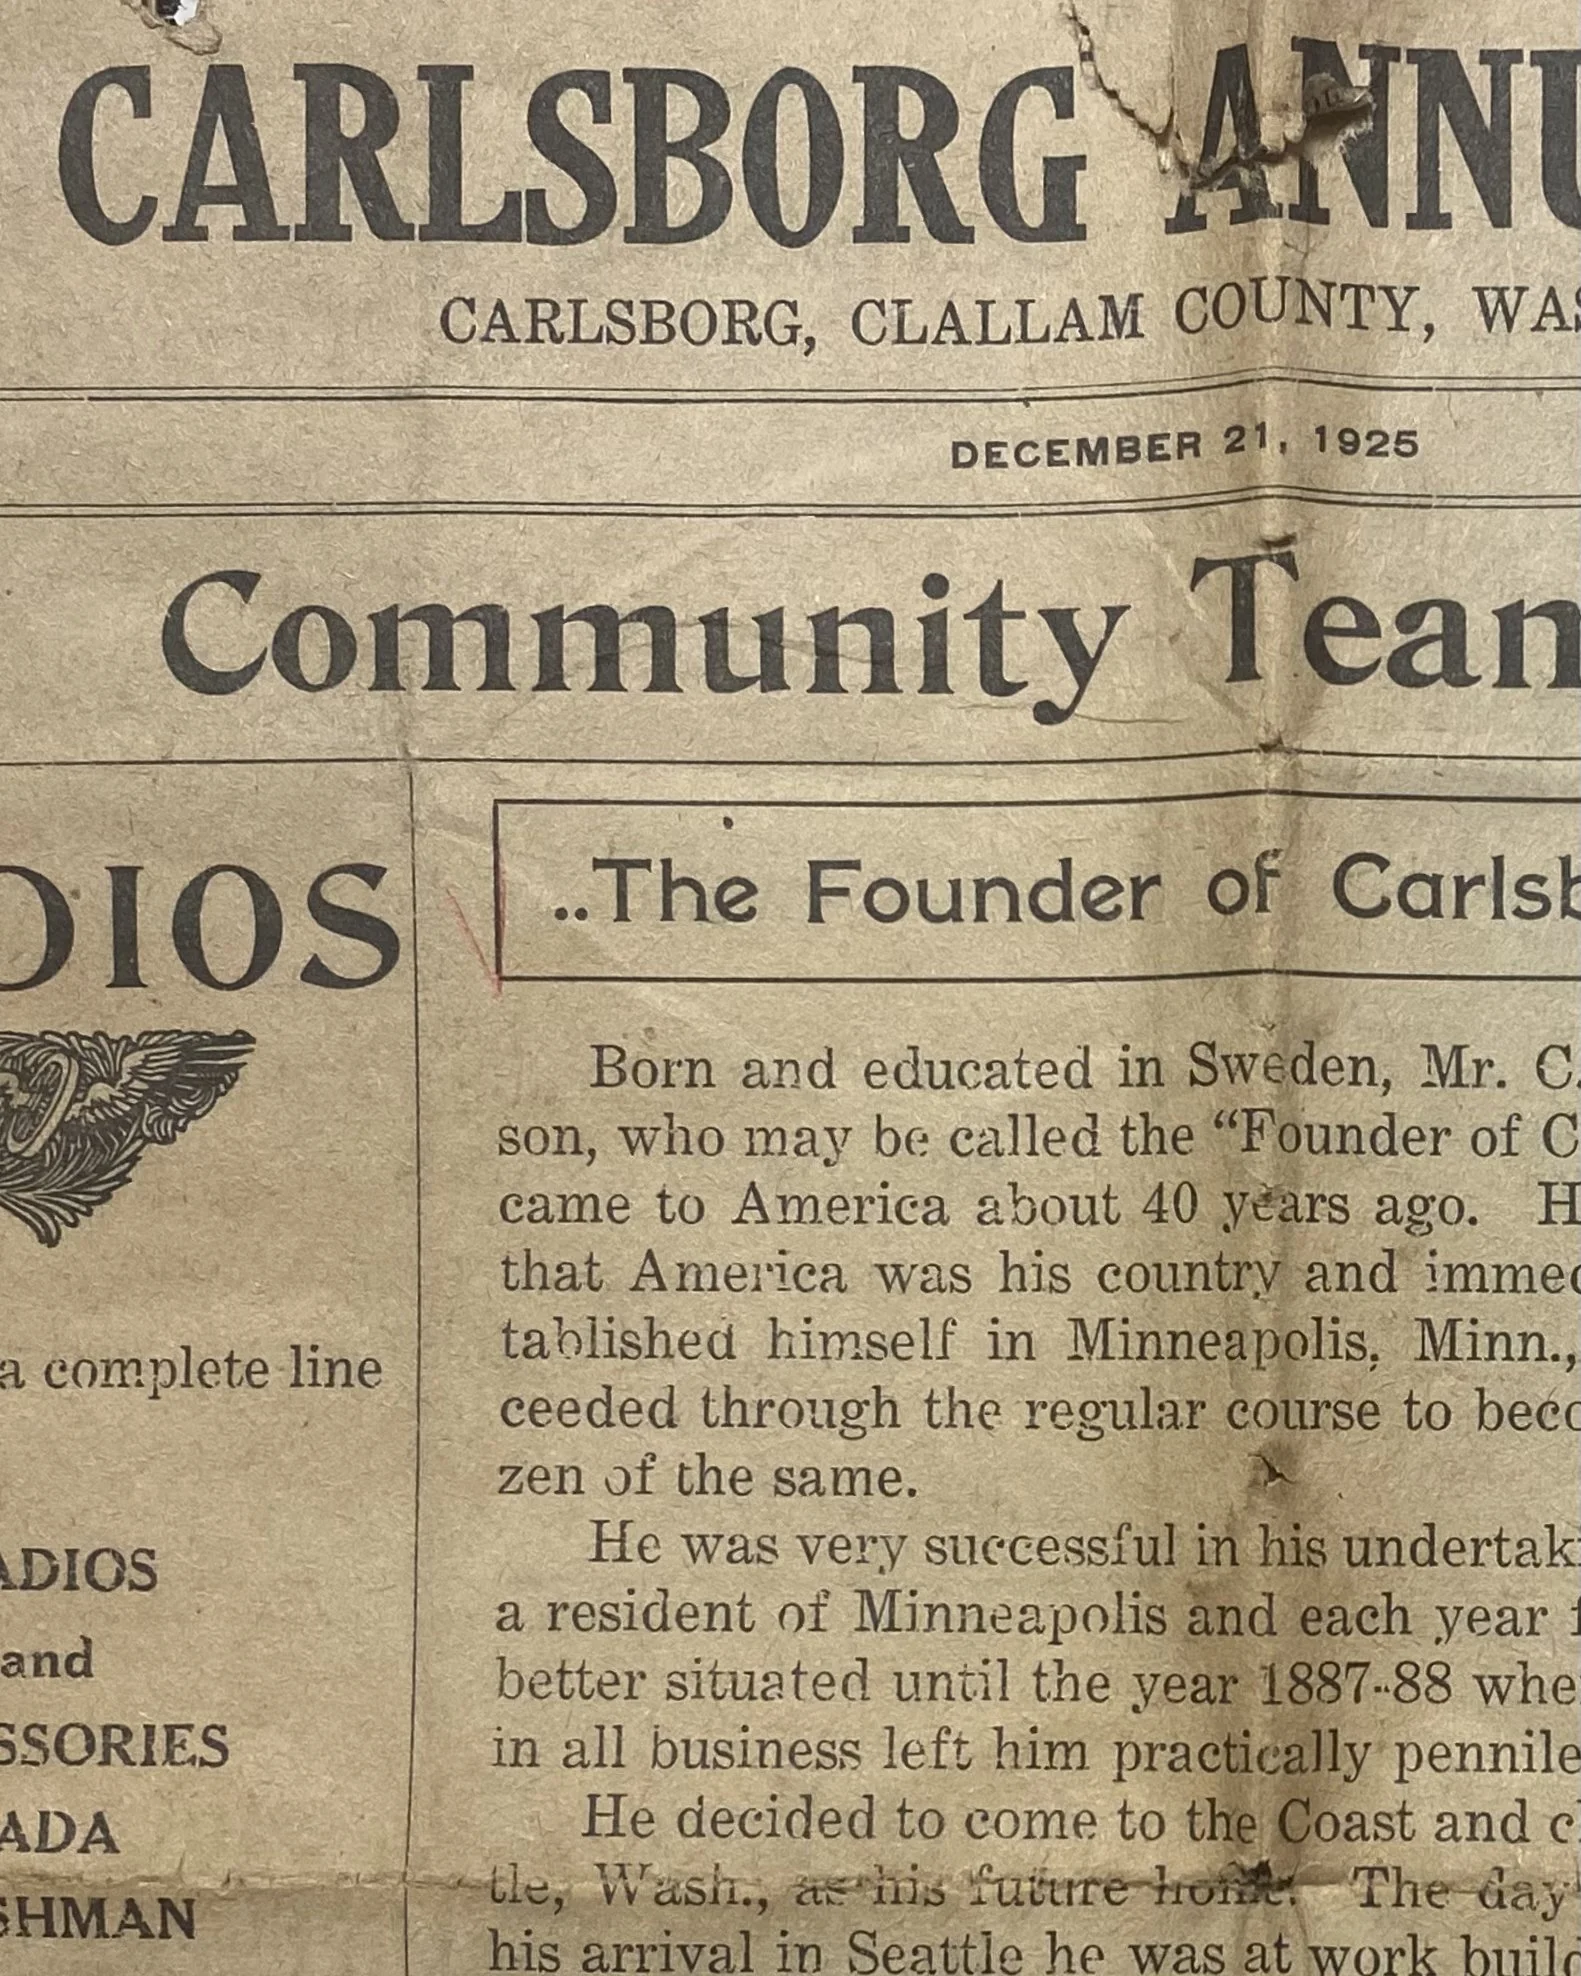 CARLSBORG ANNU
CARLSBORG, CLALLAM COUNTY, WAS
DECEMBER 21, 1925
Community Team
DIOS
a complete line
ADIOS
and
SSORIES
ADA
SHMAN
..The Founder of Carlsb
Born and educated in Sweden, Mr. C.
son, who may be called the “Founder of C
came to America about 40 years ago. H
that America was his country and immed
tablished himself in Minneapolis, Minn.,
ceeded through the regular course to beco
zen of the same.
He was very successful in his undertaki
a resident of Minneapolis and each year f
better situated until the year 1887-88 whe
in all business left him practically pennile
He decided to come to the Coast and c
tle, Wash., as his future home. The day
his arrival in Seattle he was at work build